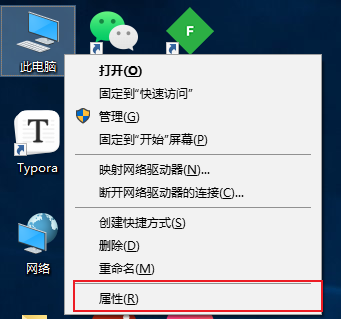 此电脑
F
打开(O)
固定到“快速访问”
管理(G)
固定到“开始”屏幕(P)
T
Typora
映射网络驱动器(N)...
断开网络驱动器的连接(C)...
创建快捷方式(S)
删除(D)
网络
重命名(M)
属性(R)